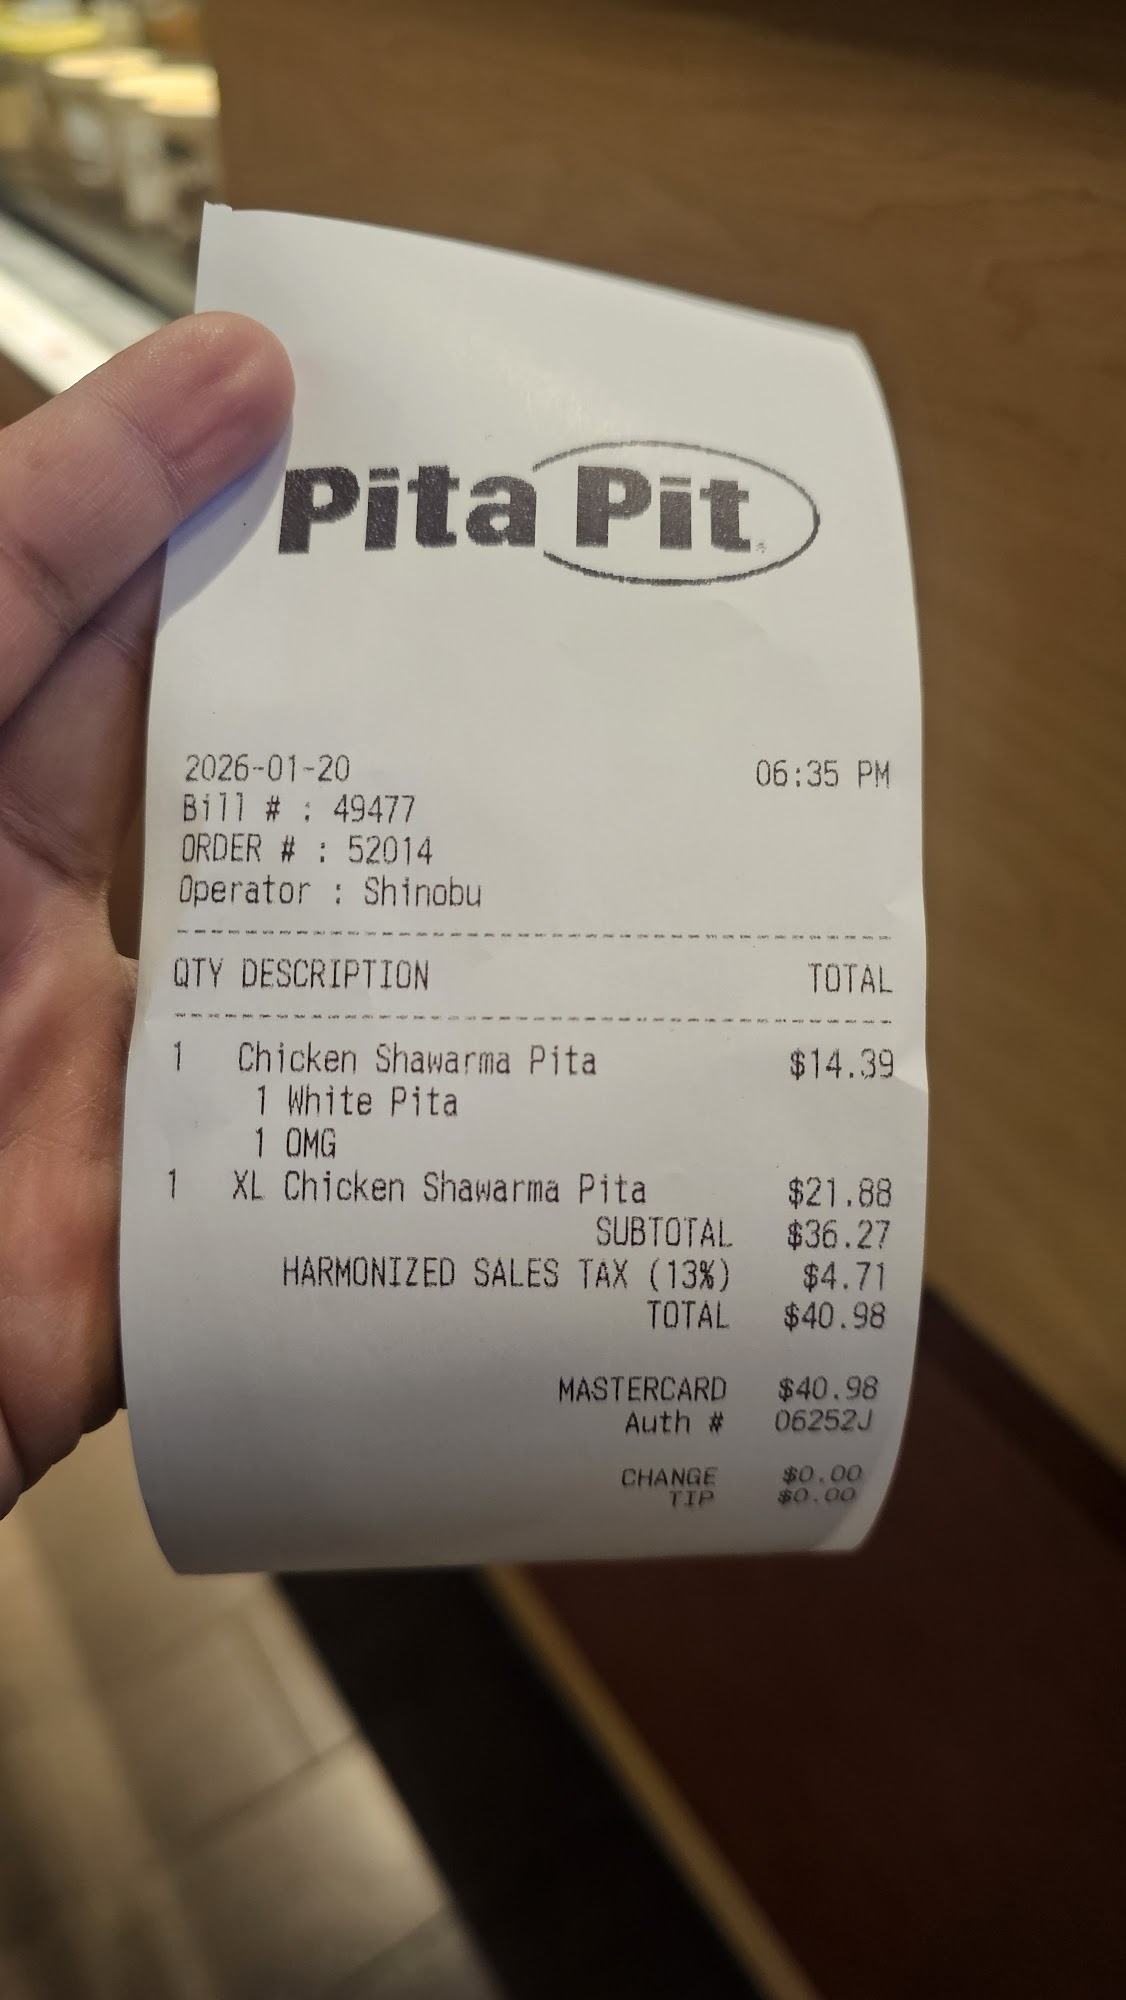 Pita Pit
2026-01-20 06:35 PM
Bill # : 49477
ORDER # : 52014
Operator : Shinobu
QTY DESCRIPTION TOTAL
1 Chicken Shawarma Pita $14.39
1 White Pita
1 OMG
1 XL Chicken Shawarma Pita $21.88
SUBTOTAL $36.27
HARMONIZED SALES TAX (13%) $4.71
TOTAL $40.98
MASTERCARD $40.98
Auth # 06252J
CHANGE $0.00
TIP $0.00